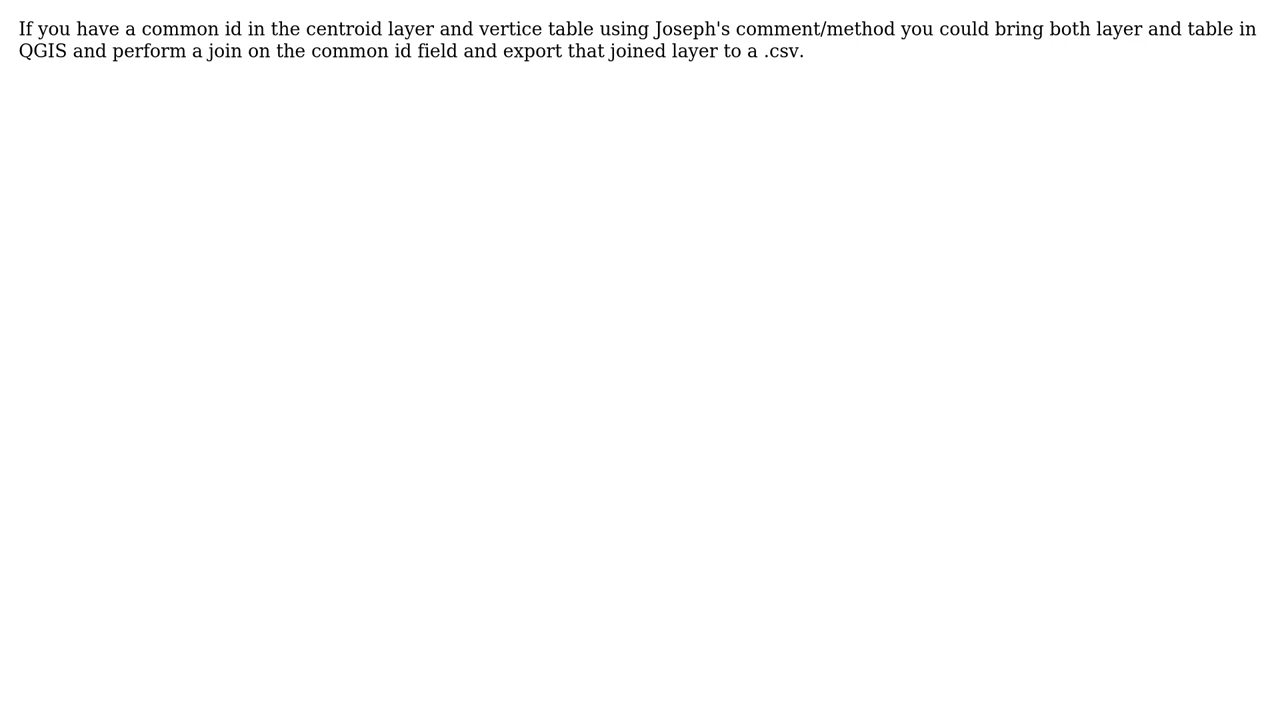 If you have a common id in the centroid layer and vertice table using Joseph's comment/method you could bring both layer and table in
QGIS and perform a join on the common id field and export that joined layer to a .csv.